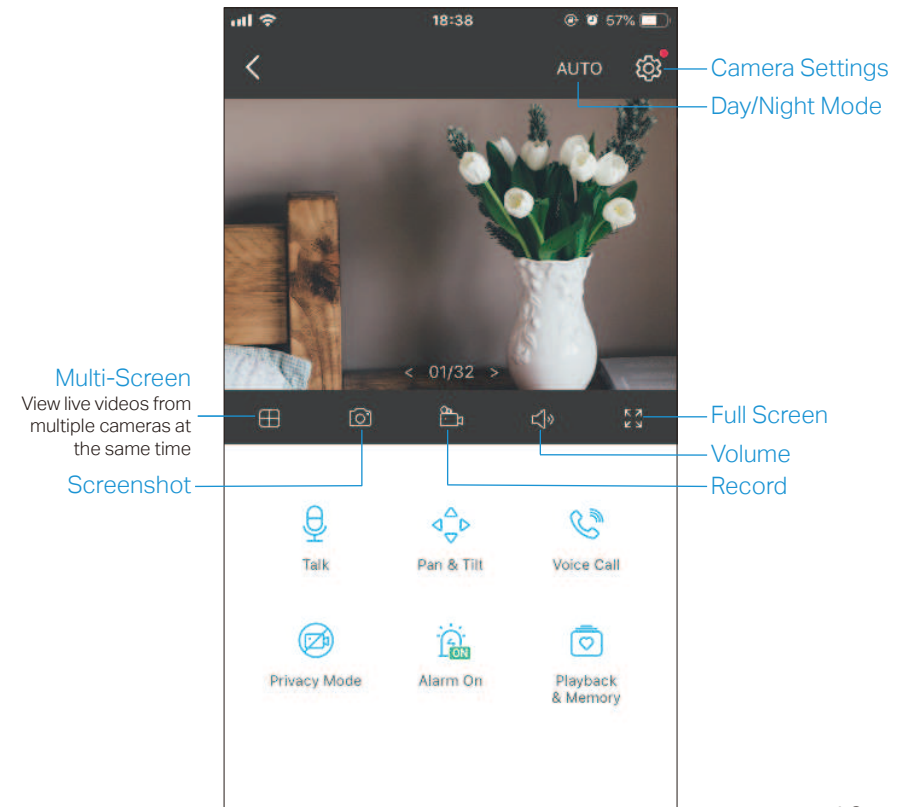 18:38
57%
AUTO
Camera Settings
Day/Night Mode
< 01/32 >
Multi-Screen
View live videos from
multiple cameras at
the same time
Full Screen
Volume
Screenshot
Record
Talk
Pan & Tilt
Voice Call
ON
Privacy Mode
Alarm On
Playback
& Memory